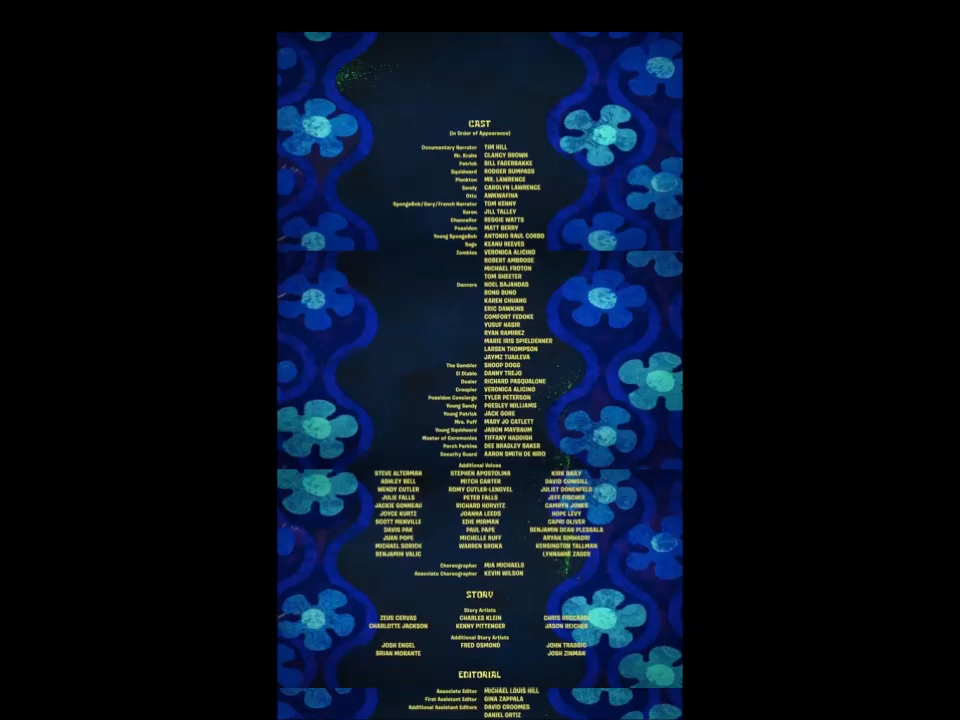 CAST
(In Order of Appearance)
Documentary Narrator TIM HILL
Mr. Krabs CLANCY BROWN
Patrick BILL FAGERBAKKE
Squidward RODGER BUMPASS
Plankton MR. LAWRENCE
Sandy CAROLYN LAWRENCE
Otto AWKWAFINA
SpongeBob/Gary/French Narrator TOM KENNY
Karen JILL TALLEY
Chancellor REGGIE WATTS
Poseidon MATT BERRY
Young SpongeBob ANTONIO RAUL CORBO
Sage KEANU REEVES
Zombies VERONICA ALICINO
ROBERT AMBROSE
MICHAEL FROTON
TOM SHEETER
Dancers NOEL BAJANDAS
BONG BUNO
KAREN CHUANG
ERIC DAWKINS
COMFORT FEDOKE
YUSUF NASIR
RYAN RAMIREZ
MARIE IRIS SPIELDENNER
LARSEN THOMPSON
JAYMZ TUAILEVA
The Gambler SNOOP DOGG
El Diablo DANNY TREJO
Dealer RICHARD PASQUALONE
Croupier VERONICA ALICINO
Poseidon Concierge TYLER PETERSON
Young Sandy PRESLEY WILLIAMS
Young Patrick JACK GORE
Mrs. Puff MARY JO CATLETT
Young Squidward JASON MAYBAUM
Master of Ceremonies TIFFANY HADDISH
Perch Perkins DEE BRADLEY BAKER
Security Guard AARON SMITH DE NIRO
Additional Voices
STEVE ALTERMAN STEPHEN APOSTOLINA KIRK BAILY
ASHLEY BELL MITCH CARTER DAVID COWGILL
WENDY CUTLER ROMY CUTLER-LENGYEL JULIET DONENFELD
JULIE FALLS PETER FALLS JEFF FISCHER
JACKIE GONNEAU RICHARD HORVITZ CAMRYN JONES
JOYCE KURTZ JOANNA LEEDS HOPE LEVY
SCOTT MENVILLE EDIE MIRMAN CAPRI OLIVER
DAVIS PAK PAUL PAPE BENJAMIN DEAN PLESSALA
JUAN POPE MICHELLE RUFF ARYAN SIMHADRI
MICHAEL SORICH WARREN SROKA KENSINGTON TALLMAN
BENJAMIN VALIC LYNNANNE ZAGER
Choreographer MIA MICHAELS
Associate Choreographer KEVIN WILSON
STORY
Story Artists
ZEUS CERVAS CHARLES KLEIN CHRIS
CHARLOTTE JACKSON KENNY PITTENGER JASON REICHER
Additional Story Artists
JOSH ENGEL FRED OSMOND JOHN TRABBIC
BRIAN MORANTE JOSH ZINMAN
EDITORIAL
Associate Editor MICHAEL LOUIS HILL
First Assistant Editor GINA ZAPPALA
Additional Assistant Editors DAVID CROOMES
DANIEL ORTIZ